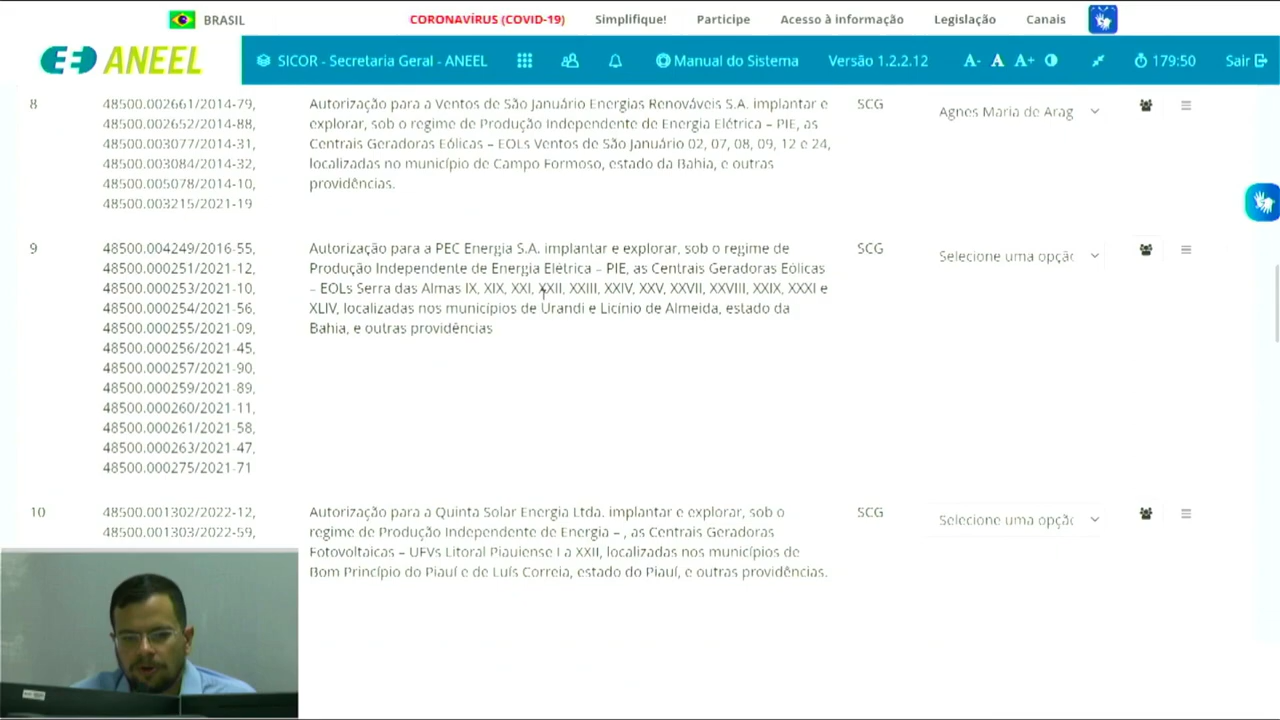 BRASIL
CORONAVÍRUS (COVID-19) Simplifique! Participe Acesso à informação Legislação Canais
ANEEL
SICOR - Secretaria Geral - ANEEL Manual do Sistema Versão 1.2.2.12 A- A A+ 179:50 Sair
8 48500.002661/2014-79, Autorização para a Ventos de São Januário Energias Renováveis S.A. implantar e SCG Agnes Maria de Arag
48500.002652/2014-88, explorar, sob o regime de Produção Independente de Energia Elétrica – PIE, as
48500.003077/2014-31, Centrais Geradoras Eólicas – EOLs Ventos de São Januário 02, 07, 08, 09, 12 e 24,
48500.003084/2014-32, localizadas no município de Campo Formoso, estado da Bahia, e outras
48500.005078/2014-10, providências.
48500.003215/2021-19
9 48500.004249/2016-55, Autorização para a PEC Energia S.A. implantar e explorar, sob o regime de SCG Selecione uma opçã
48500.000251/2021-12, Produção Independente de Energia Elétrica – PIE, as Centrais Geradoras Eólicas
48500.000253/2021-10, – EOLs Serra das Almas IX, XIX, XXI, XXII, XXIII, XXIV, XXV, XXVII, XXVIII, XXIX, XXXI e
48500.000254/2021-56, XLIV, localizadas nos municípios de Urandi e Licínio de Almeida, estado da
48500.000255/2021-09, Bahia, e outras providências
48500.000256/2021-45,
48500.000257/2021-90,
48500.000259/2021-89,
48500.000260/2021-11,
48500.000261/2021-58,
48500.000263/2021-47,
48500.000275/2021-71
10 48500.001302/2022-12, Autorização para a Quinta Solar Energia Ltda. implantar e explorar, sob o SCG Selecione uma opçã
48500.001303/2022-59, regime de Produção Independente de Energia – , as Centrais Geradoras
Fotovoltaicas – UFVs Litoral Piauiense I a XXII, localizadas nos municípios de
Bom Princípio do Piauí e de Luís Correia, estado do Piauí, e outras providências.